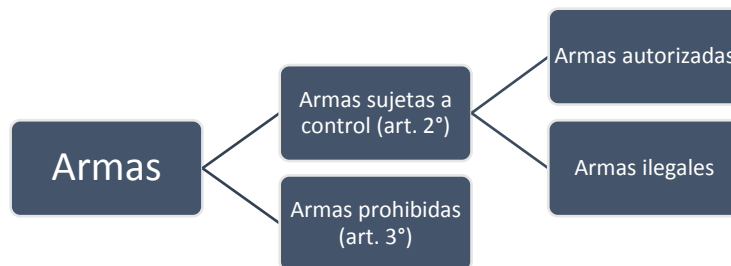 Armas
Armas sujetas a
control (art. 2°)
Armas prohibidas
(art. 3°)
Armas autorizadas
Armas ilegales